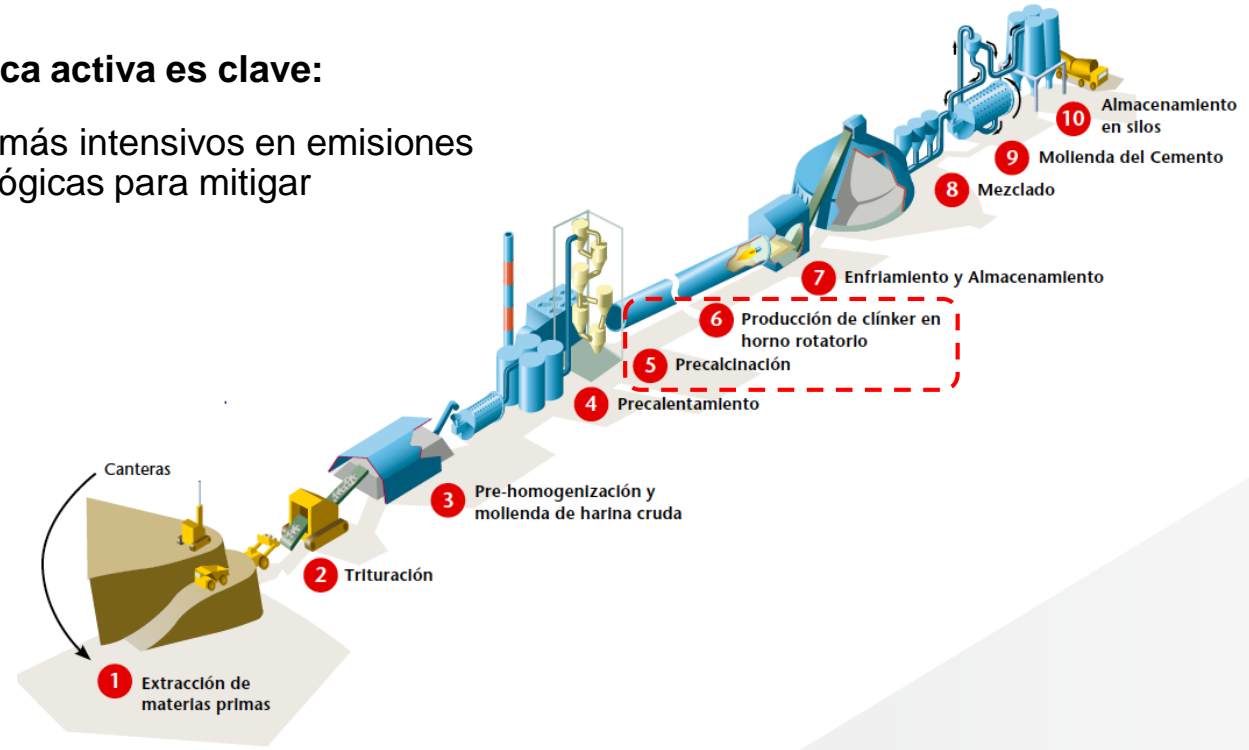 ca activa es clave:
más intensivos en emisiones
lógicas para mitigar
10 Almacenamiento
en silos
9 Molienda del Cemento
8 Mezclado
7 Enfriamiento y Almacenamiento
6 Producción de clínker en
horno rotatorio
5 Precalcinación
4 Precalentamiento
Canteras
3 Pre-homogenización y
molienda de harina cruda
2 Trituración
1 Extracción de
materias primas